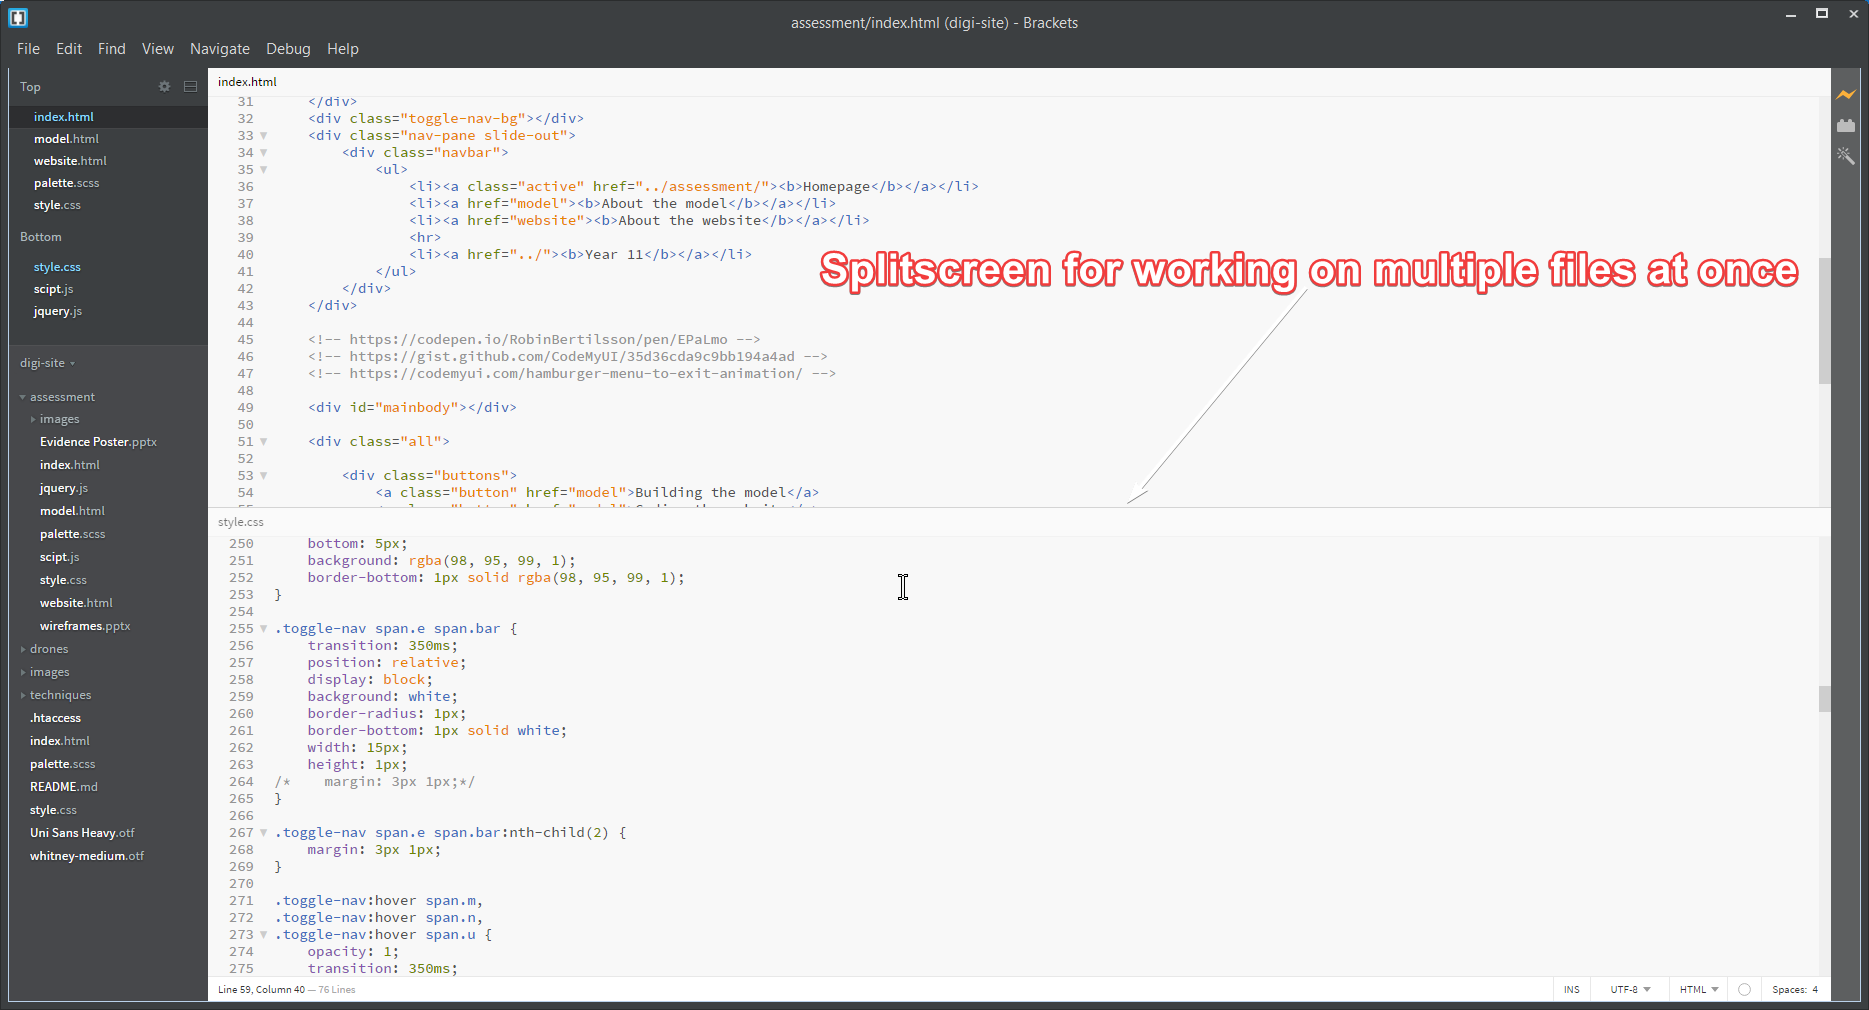 assessment/index.html (digi-site) - Brackets
File Edit Find View Navigate Debug Help
Top
index.html
model.html
website.html
palette.scss
style.css
Bottom
style.css
scipt.js
jquery.js
digi-site
assessment
images
Evidence Poster.pptx
index.html
jquery.js
model.html
palette.scss
scipt.js
style.css
website.html
wireframes.pptx
drones
images
techniques
.htaccess
index.html
palette.scss
README.md
style.css
Uni Sans Heavy.otf
whitney-medium.otf
index.html
31 </div>
32 <div class="toggle-nav-bg"></div>
33 <div class="nav-pane slide-out">
34 <div class="navbar">
35 <ul>
36 <li><a class="active" href="../assessment/"><b>Homepage</b></a></li>
37 <li><a href="model"><b>About the model</b></a></li>
38 <li><a href="website"><b>About the website</b></a></li>
39 <hr>
40 <li><a href="../"><b>Year 11</b></a></li>
41 </ul>
42 </div>
43 </div>
44
45 <!-- https://codepen.io/RobinBertilsson/pen/EPaLmo -->
46 <!-- https://gist.github.com/CodeMyUI/35d36cda9c9bb194a4ad -->
47 <!-- https://codemyui.com/hamburger-menu-to-exit-animation/ -->
48
49 <div id="mainbody"></div>
50
51 <div class="all">
52
53 <div class="buttons">
54 <a class="button" href="model">Building the model</a>
Splitscreen for working on multiple files at once
style.css
250 bottom: 5px;
251 background: rgba(98, 95, 99, 1);
252 border-bottom: 1px solid rgba(98, 95, 99, 1);
253 }
254
255 .toggle-nav span.e span.bar {
256 transition: 350ms;
257 position: relative;
258 display: block;
259 background: white;
260 border-radius: 1px;
261 border-bottom: 1px solid white;
262 width: 15px;
263 height: 1px;
264 /* margin: 3px 1px;*/
265 }
266
267 .toggle-nav span.e span.bar:nth-child(2) {
268 margin: 3px 1px;
269 }
270
271 .toggle-nav:hover span.m,
272 .toggle-nav:hover span.n,
273 .toggle-nav:hover span.u {
274 opacity: 1;
275 transition: 350ms;
Line 59, Column 40 — 76 Lines
INS UTF-8 HTML Spaces: 4